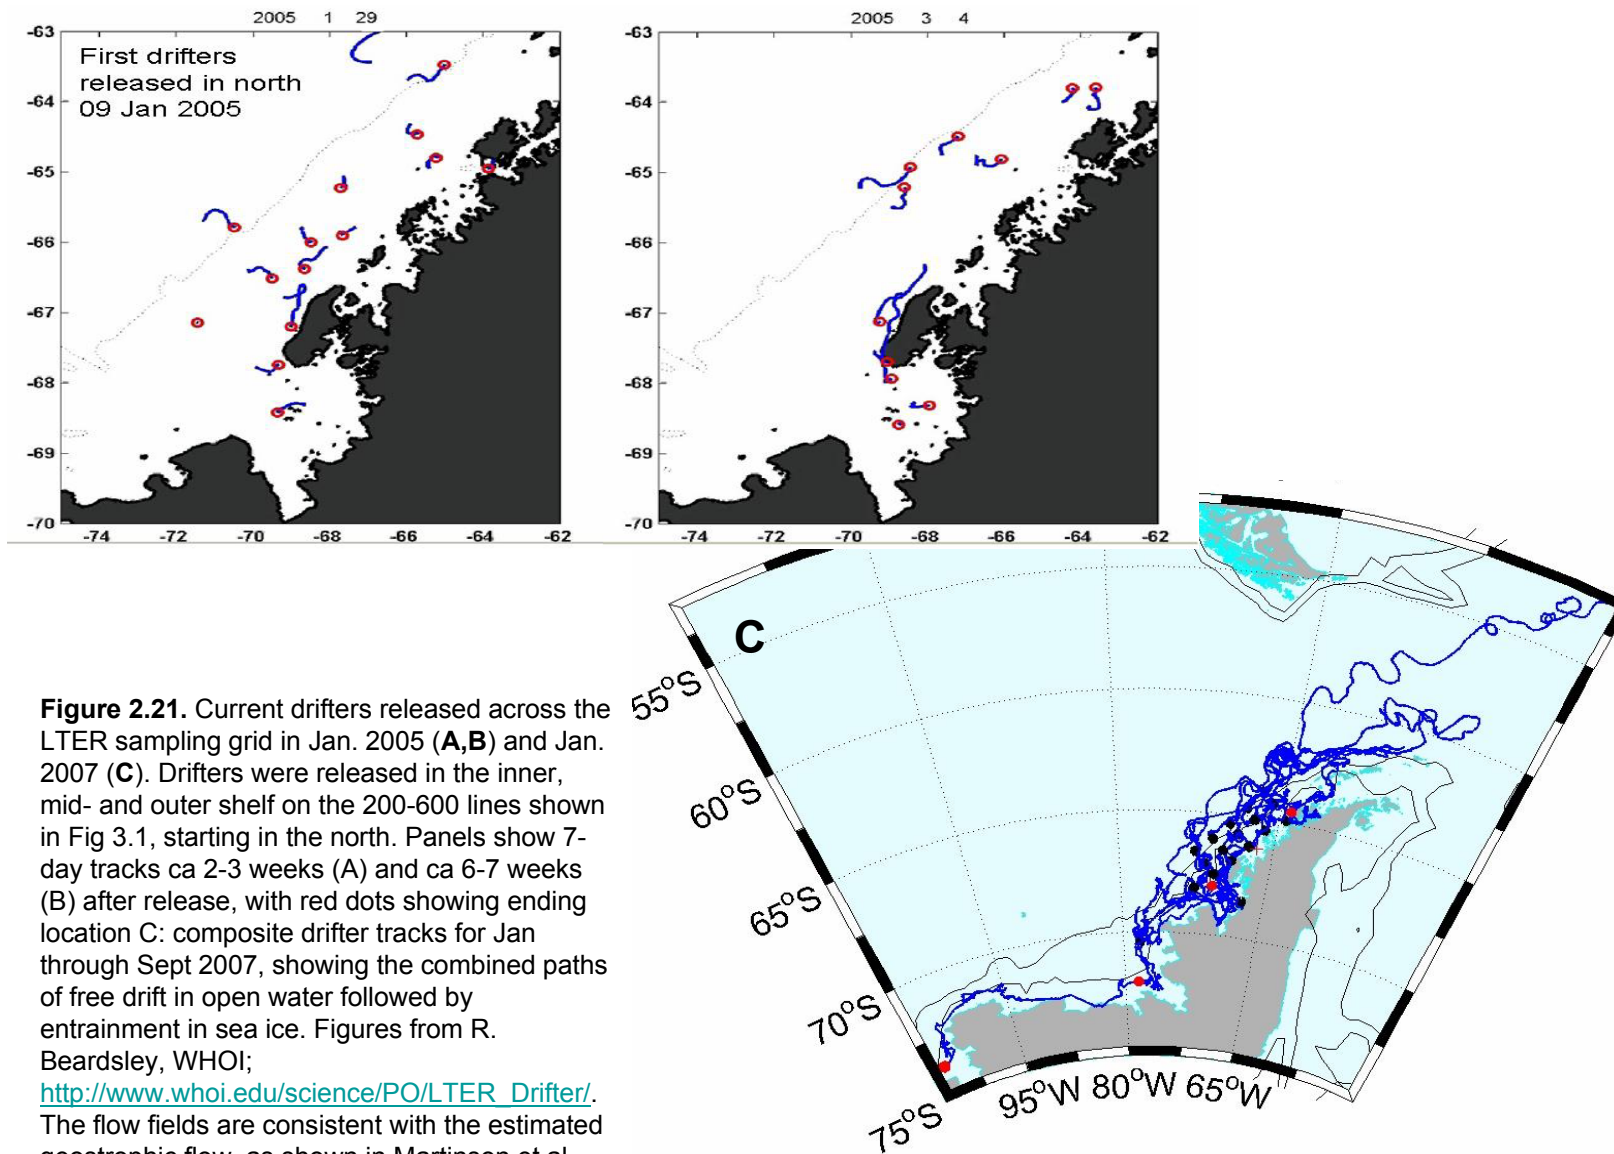 2005 1 29
First drifters
released in north
09 Jan 2005
-63
-64
-65
-66
-67
-68
-69
-70
-74 -72 -70 -68 -66 -64 -62
2005 3 4
-63
-64
-65
-66
-67
-68
-69
-70
-74 -72 -70 -68 -66 -64 -62
C
55°S
60°S
65°S
70°S
75°S
95°W 80°W 65°W
Figure 2.21. Current drifters released across the
LTER sampling grid in Jan. 2005 (A,B) and Jan.
2007 (C). Drifters were released in the inner,
mid- and outer shelf on the 200-600 lines shown
in Fig 3.1, starting in the north. Panels show 7-
day tracks ca 2-3 weeks (A) and ca 6-7 weeks
(B) after release, with red dots showing ending
location C: composite drifter tracks for Jan
through Sept 2007, showing the combined paths
of free drift in open water followed by
entrainment in sea ice. Figures from R.
Beardsley, WHOI;
http://www.whoi.edu/science/PO/LTER_Drifter/.
The flow fields are consistent with the estimated
geostrophic flow, as shown in Martinson et al